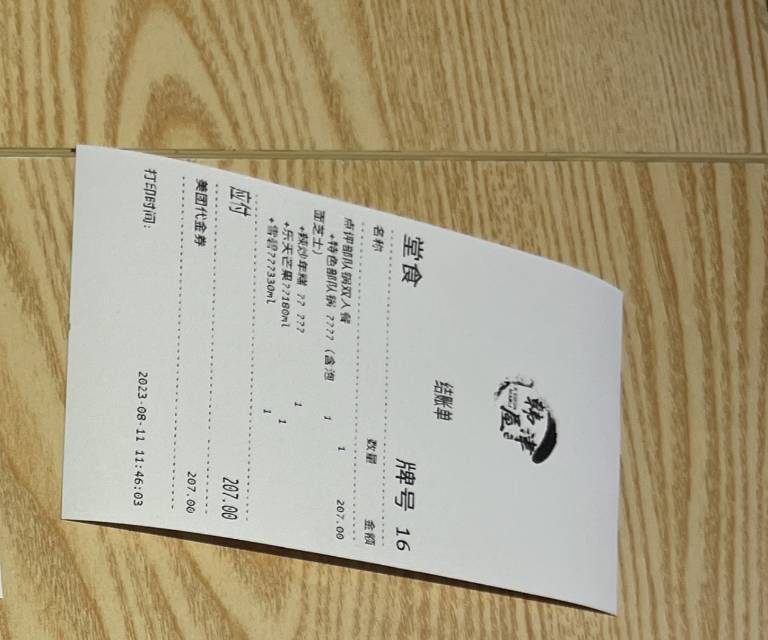 韩津屋
结账单
堂食 牌号 16
名称 数量 金额
点评部队锅双人餐 1 207.00
+特色部队锅 ???? (含泡 1
面芝士)
+辣炒年糕 ?? ??? 1
+乐天芒果??180ml 1
+雪碧???330ml 1
应付 207.00
美团代金券 207.00
打印时间: 2023-08-11 11:46:03